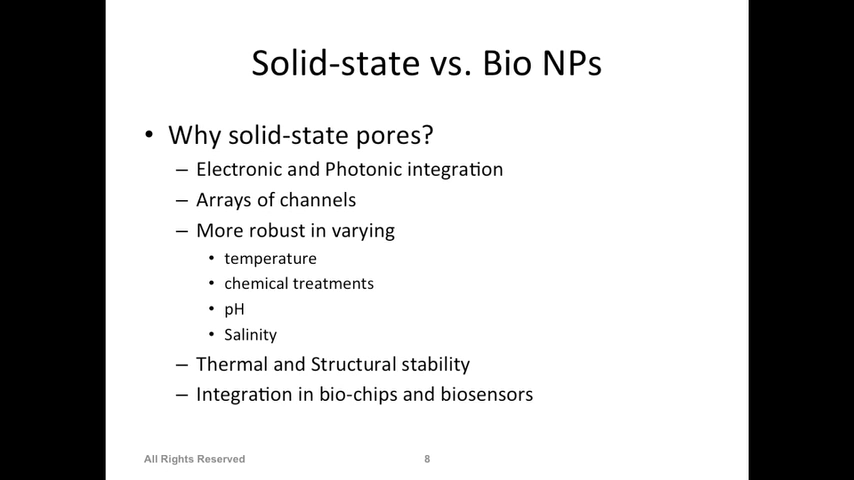 Solid-state vs. Bio NPs
• Why solid-state pores?
– Electronic and Photonic integration
– Arrays of channels
– More robust in varying
• temperature
• chemical treatments
• pH
• Salinity
– Thermal and Structural stability
– Integration in bio-chips and biosensors
All Rights Reserved 8